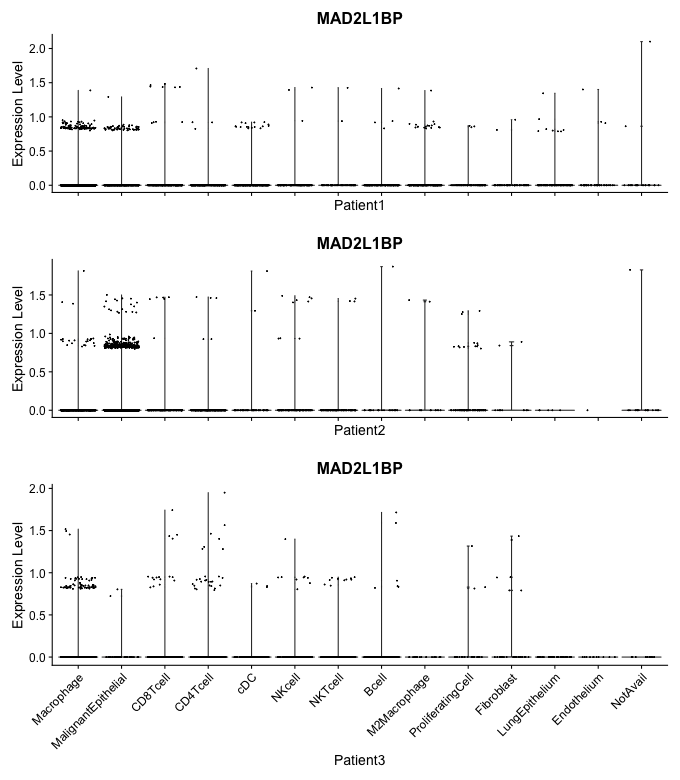 MAD2L1BP
Expression Level
2.0
1.5
1.0
0.5
0.0
Patient1
MAD2L1BP
Expression Level
1.5
1.0
0.5
0.0
Patient2
MAD2L1BP
Expression Level
2.0
1.5
1.0
0.5
0.0
Macrophage
MalignantEpithelial
CD8Tcell
CD4Tcell
cDC
NKcell
NKTcell
Bcell
M2Macrophage
ProliferatingCell
Fibroblast
LungEpithelium
Endothelium
NotAvail
Patient3